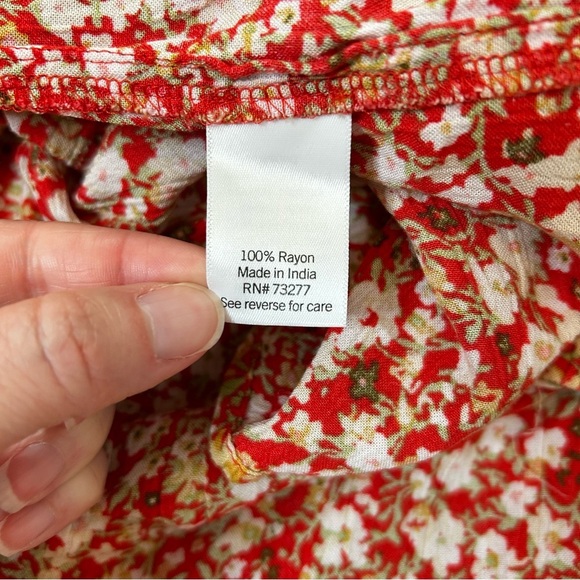 100% Rayon
Made in India
RN# 73277
See reverse for care